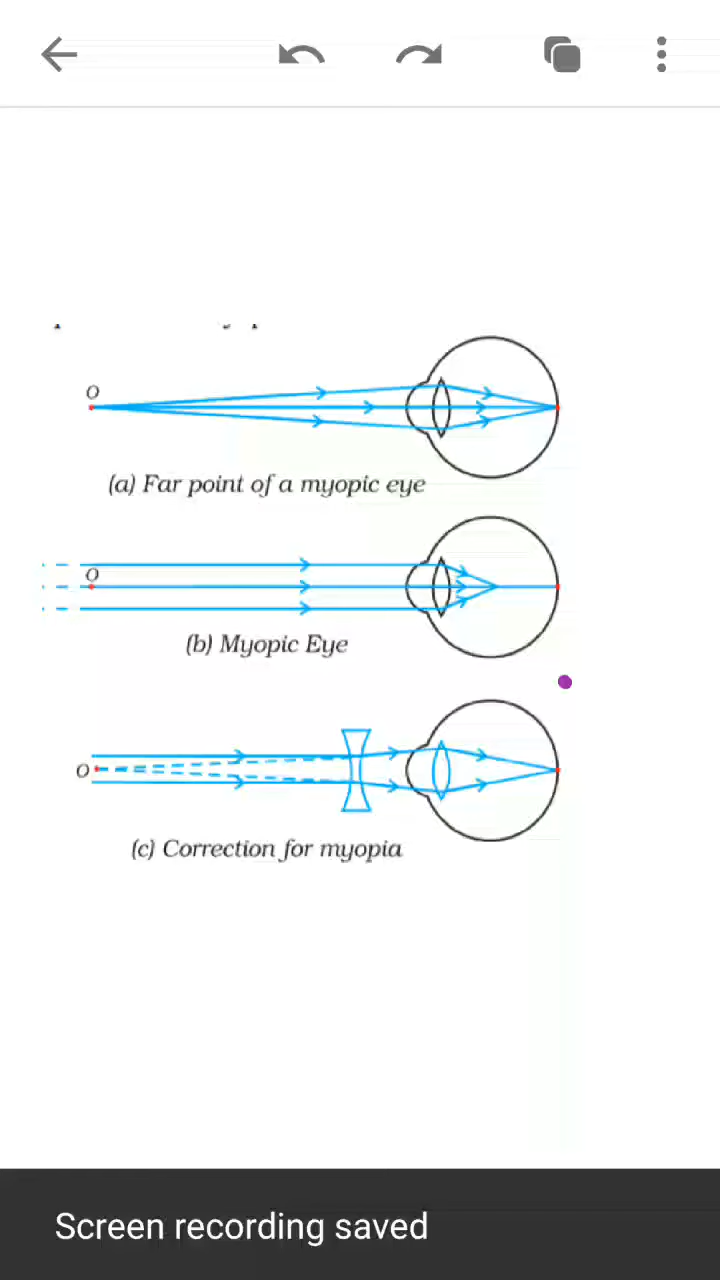 O
(a) Far point of a myopic eye
O
(b) Myopic Eye
O
(c) Correction for myopia
Screen recording saved